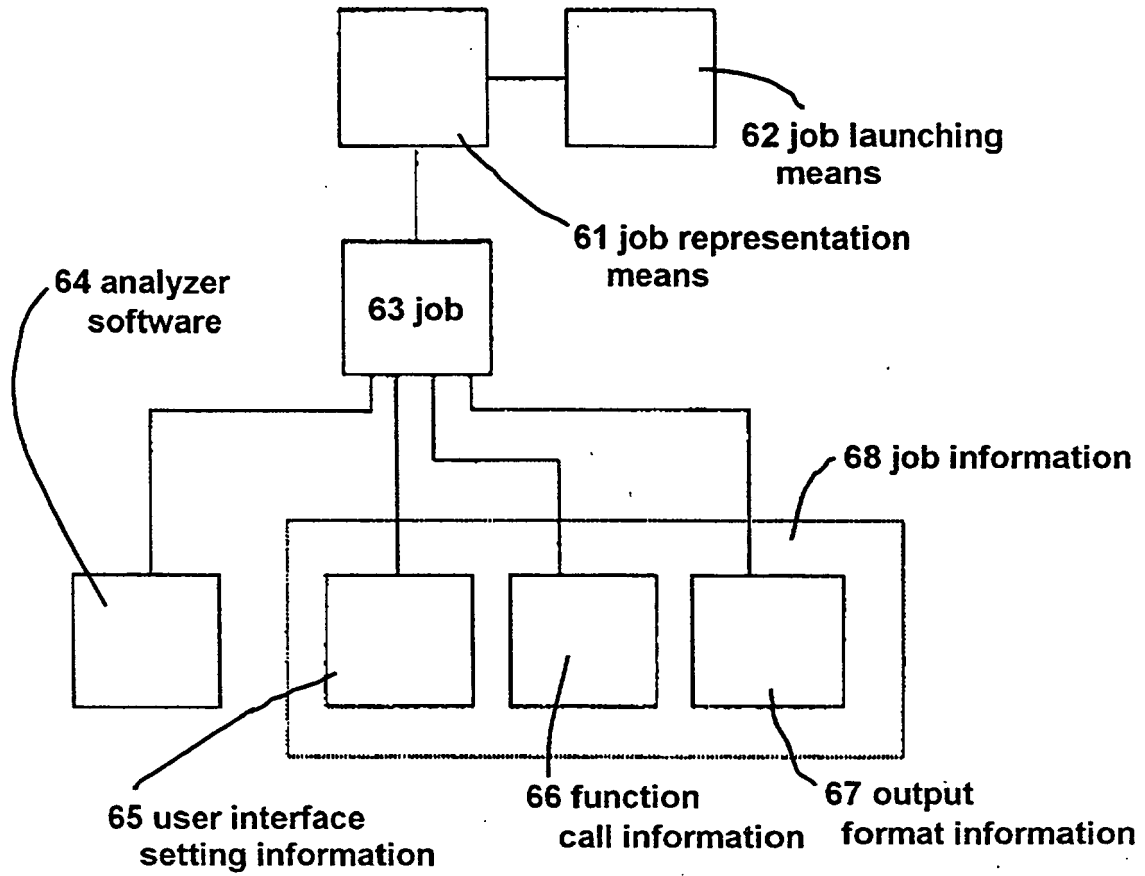 62 job launching
means
61 job representation
means
64 analyzer
software
63 job
68 job information
65 user interface
setting information
66 function
call information
67 output
format information